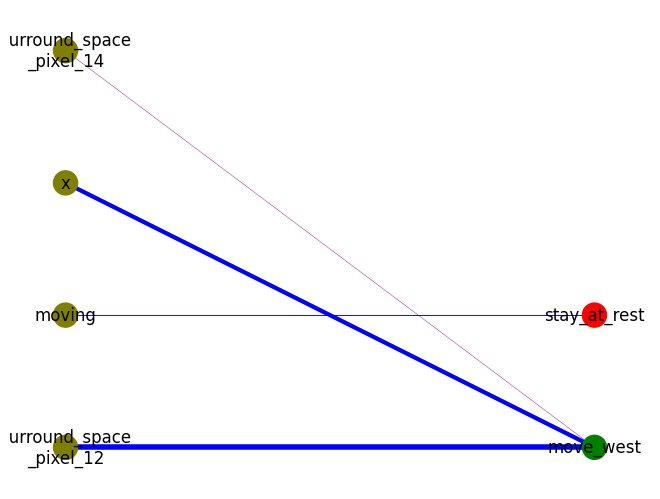 urround_space
_pixel_14
x
moving
stay_at_rest
urround_space
_pixel_12
move_west